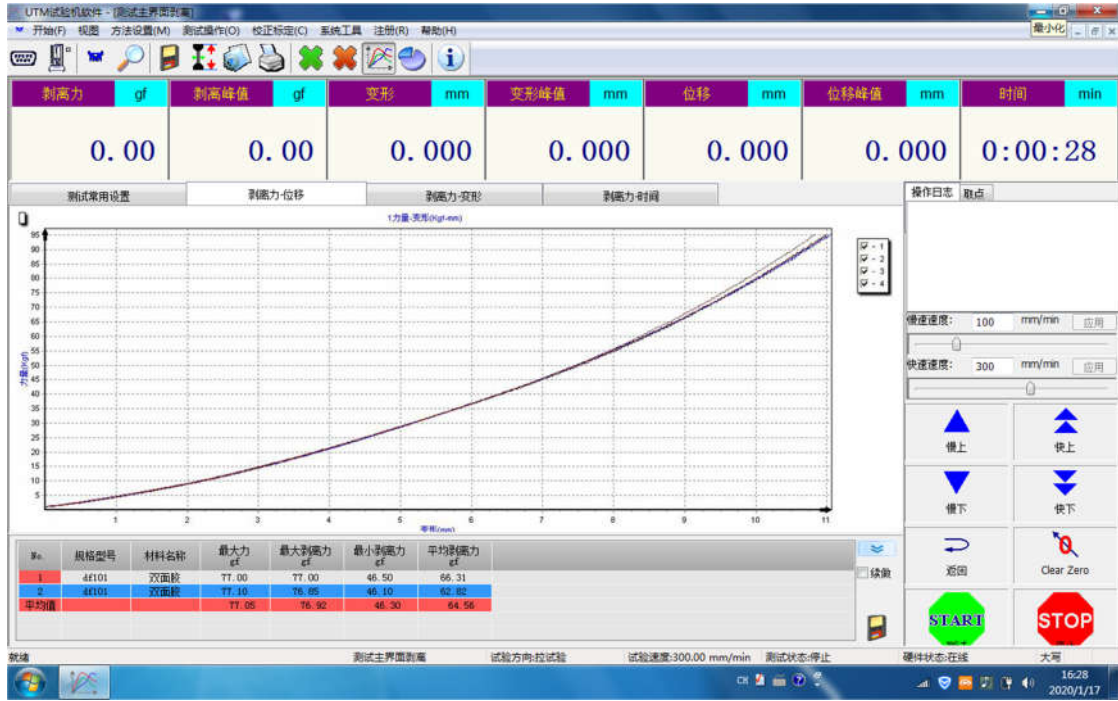 UTM试验机软件 - [测试主界面剥离]
最小化
开始(F) 视图 方法设置(M) 测试操作(O) 校正标定(C) 系统工具 注册(R) 帮助(H)
剥离力 gf 剥离峰值 gf 变形 mm 变形峰值 mm 位移 mm 位移峰值 mm 时间 min
0.00 0.00 0.000 0.000 0.000 0.000 0:00:28
测试常用设置 剥离力-位移 剥离力-变形 剥离力-时间
操作日志 取点
1.力量-变形(Kgf-mm)
力量(Kgf)
95
90
85
80
75
70
65
60
55
50
45
40
35
30
25
20
15
10
5
1 2 3 4 5 6 7 8 9 10 11
变形(mm)
- 1
- 2
- 3
- 4
慢速速度: 100 mm/min 应用
快速速度: 300 mm/min 应用
慢上 快上
慢下 快下
返回 Clear Zero
START STOP
No. 规格型号 材料名称 最大力 gf 最大剥离力 gf 最小剥离力 gf 平均剥离力 gf
1 df101 双面胶 77.00 77.00 46.50 66.31
2 df101 双面胶 77.10 76.85 46.10 62.82
平均值 77.05 76.92 46.30 64.56
续做
就绪 测试主界面剥离 试验方向:拉试验 试验速度:300.00 mm/min 测试状态:停止 硬件状态:在线 大写
CH
16:28
2020/1/17